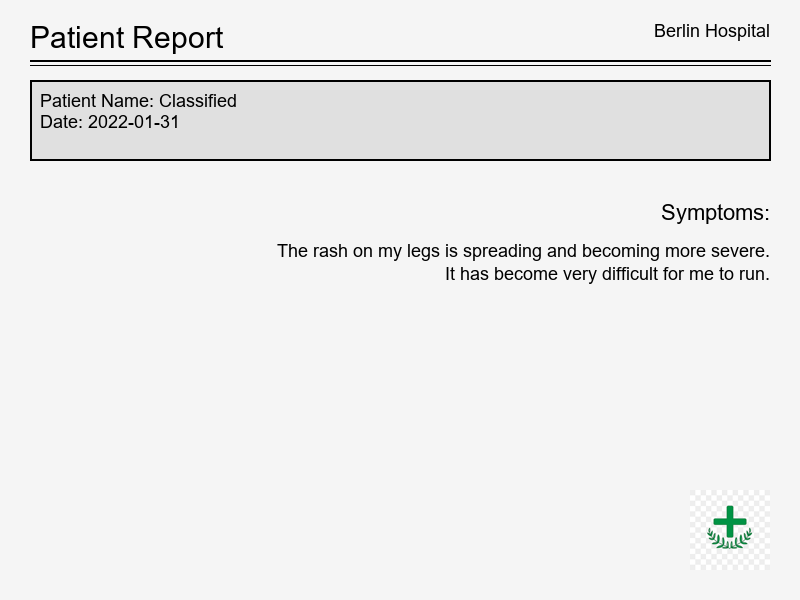 Patient Report
Berlin Hospital
Patient Name: Classified
Date: 2022-01-31
Symptoms:
The rash on my legs is spreading and becoming more severe.
It has become very difficult for me to run.